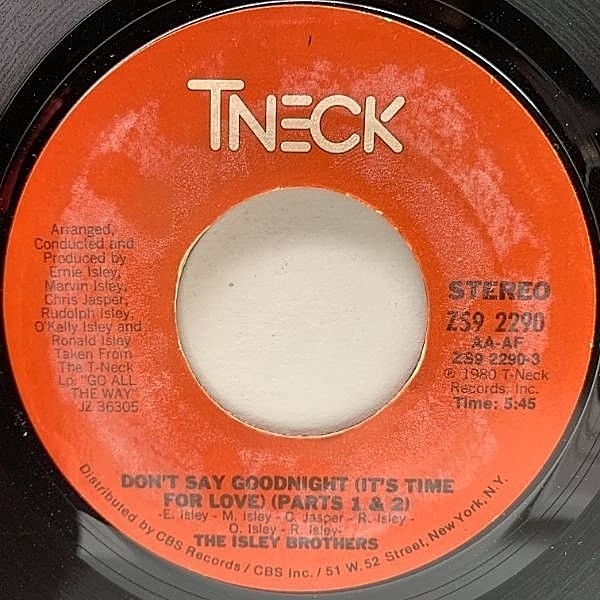 TNECK
Arranged,
Conducted and
Produced by
Ernie Isley,
Marvin Isley,
Chris Jasper,
Rudolph Isley,
O'Kelly Isley and
Ronald Isley
Taken From
The T-Neck
Lp: "GO ALL
THE WAY"
JZ 36305
STEREO
ZS9 2290
AA-AF
ZS9 2290-3
℗ 1980 T-Neck
Records, Inc.
Time: 5:45
DON'T SAY GOODNIGHT (IT'S TIME
FOR LOVE) (PARTS 1 & 2)
-E. Isley - M. Isley - C. Jasper - R. Isley -
O. Isley - R. Isley-
THE ISLEY BROTHERS
Distributed by CBS Records / CBS Inc. / 51 W. 52 Street, New York, N.Y.